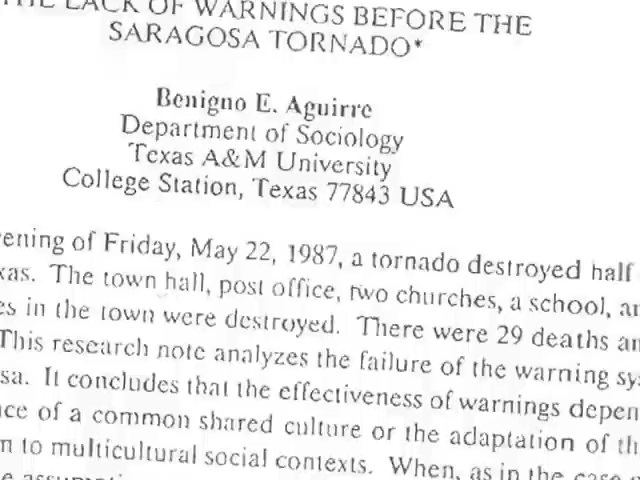 THE LACK OF WARNINGS BEFORE THE
SARAGOSA TORNADO*
Benigno E. Aguirre
Department of Sociology
Texas A&M University
College Station, Texas 77843 USA
ening of Friday, May 22, 1987, a tornado destroyed half
xas. The town hall, post office, two churches, a school, an
es in the town were destroyed. There were 29 deaths an
This research note analyzes the failure of the warning sy
sa. It concludes that the effectiveness of warnings depen
nce of a common shared culture or the adaptation of th
m to multicultural social contexts. When, as in the case